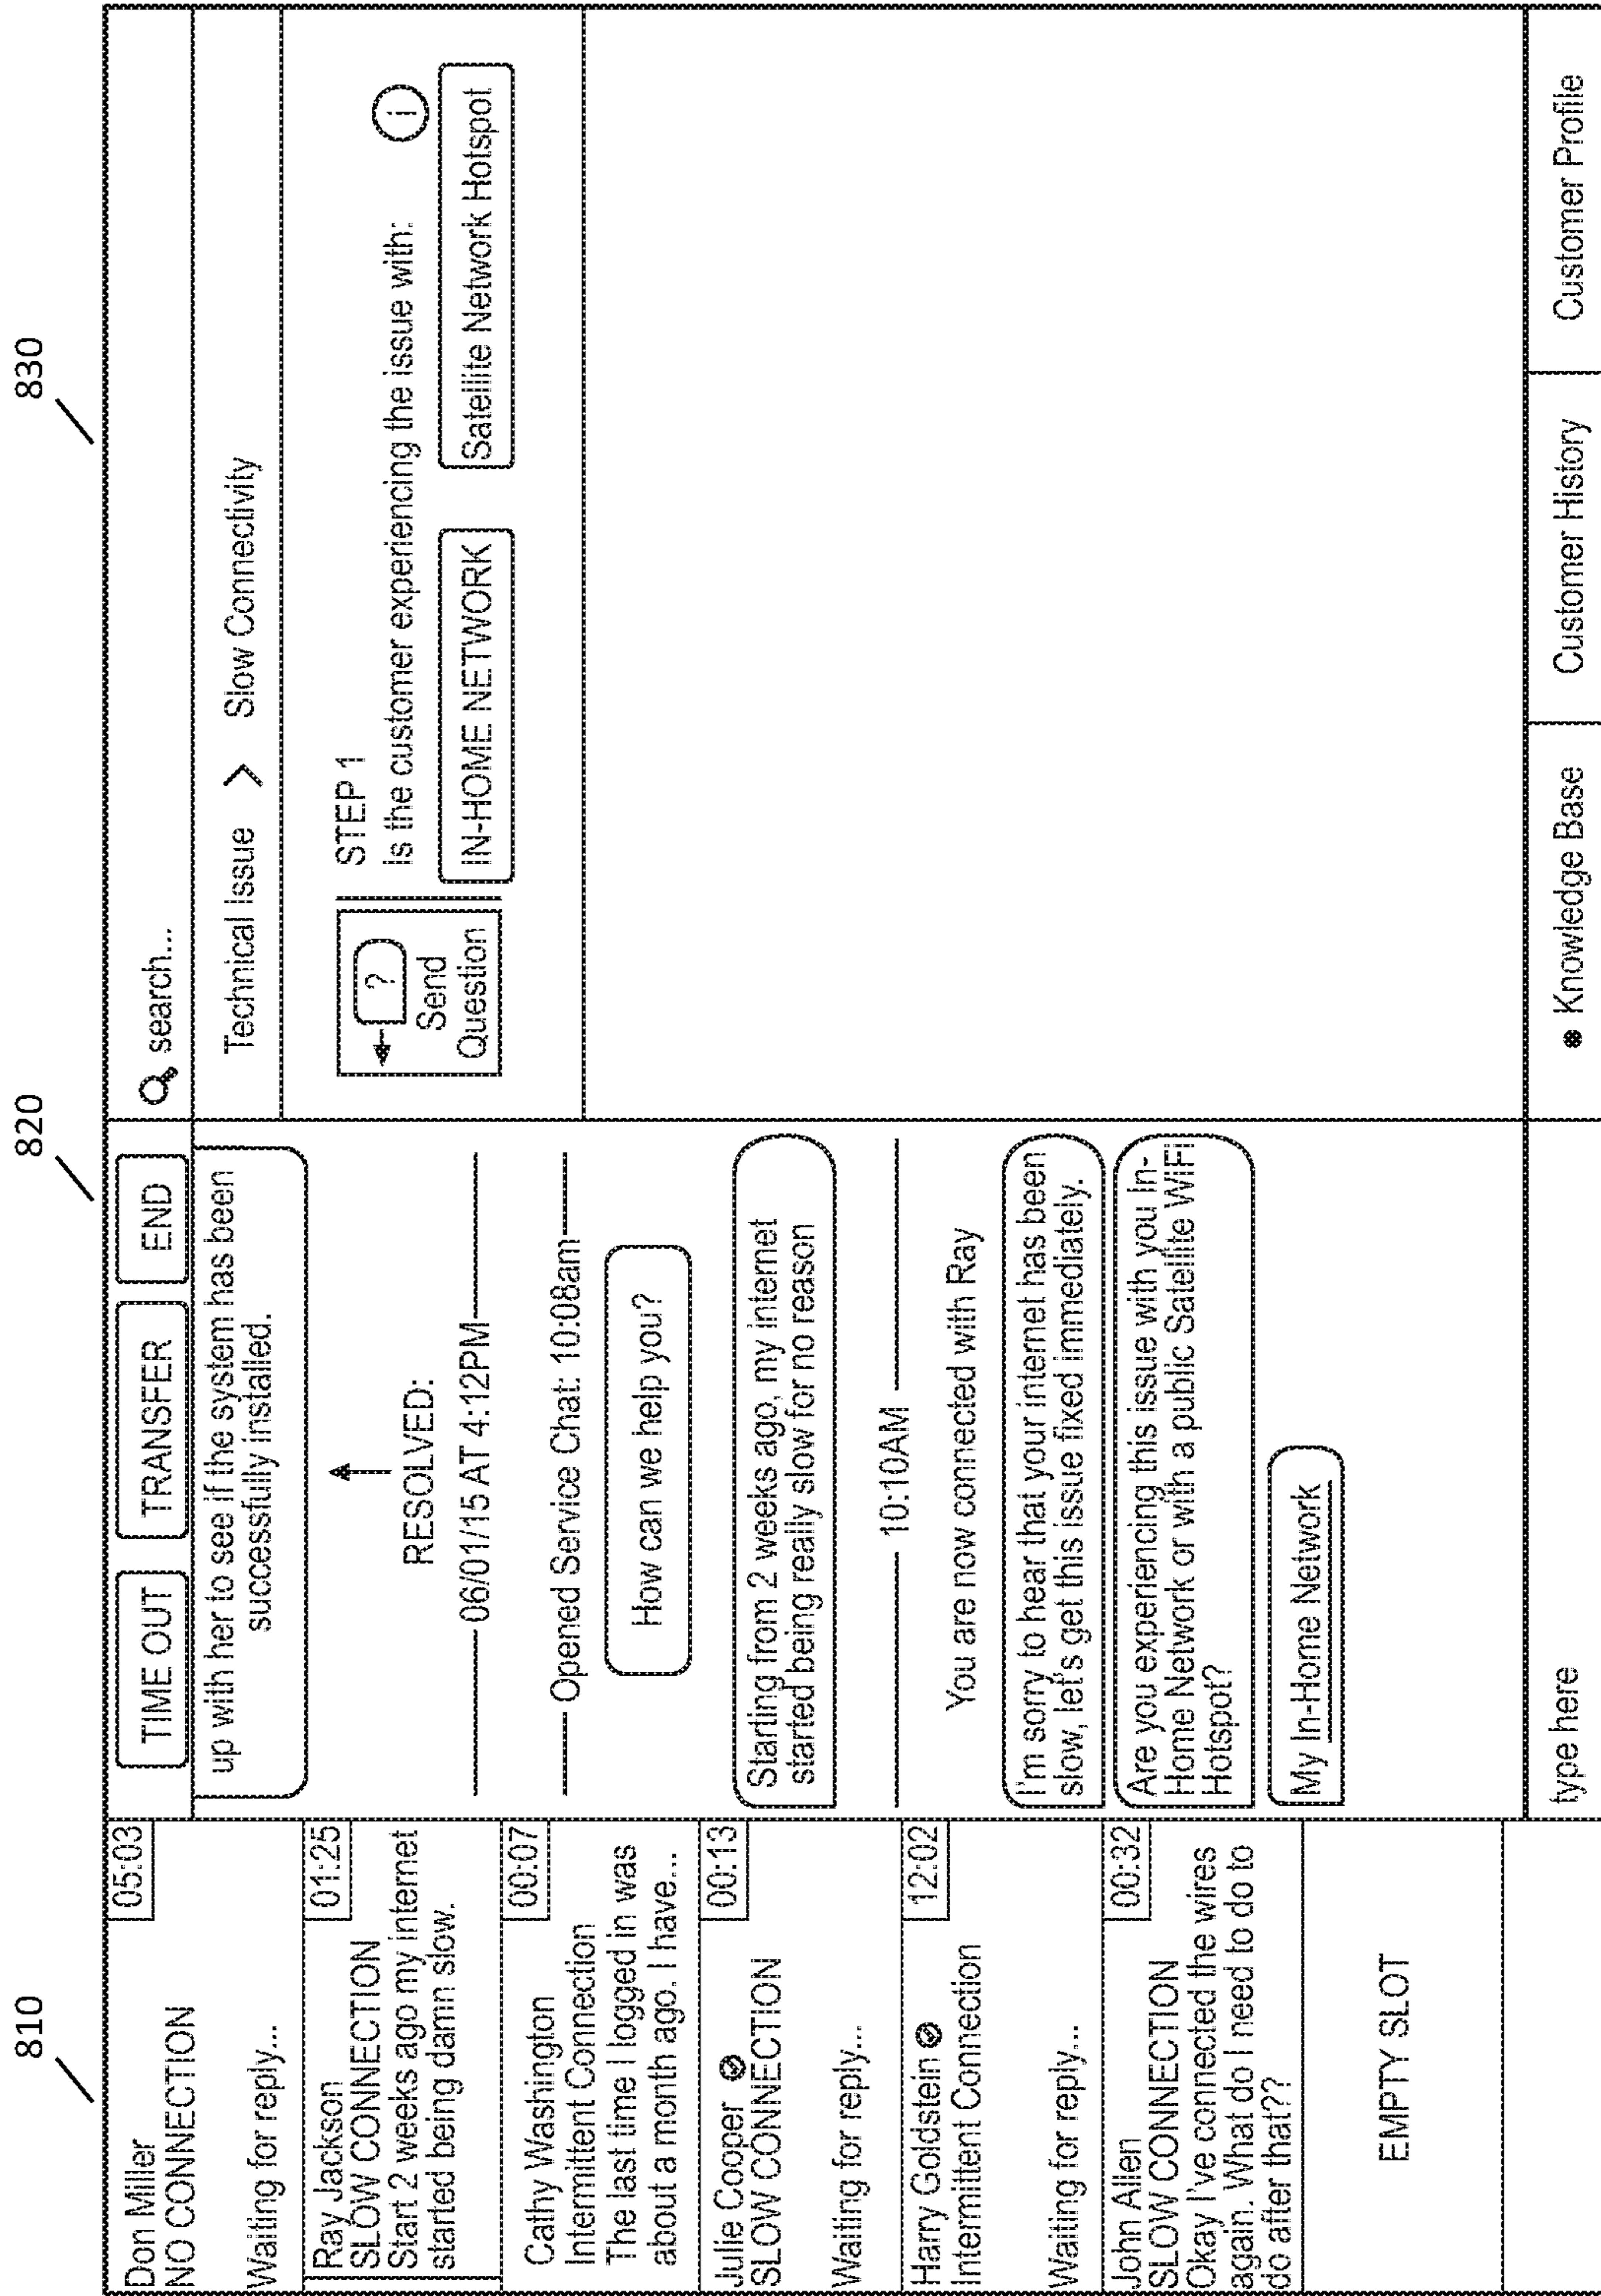 810
820
830
Don Miller
05:03
NO CONNECTION
Waiting for reply...
Ray Jackson
01:25
SLOW CONNECTION
Start 2 weeks ago my internet
started being damn slow.
Cathy Washington
00:07
Intermittent Connection
The last time I logged in was
about a month ago. I have...
Julie Cooper
00:13
SLOW CONNECTION
Waiting for reply...
Harry Goldstein
12:02
Intermittent Connection
Waiting for reply...
John Allen
00:32
SLOW CONNECTION
Okay I've connected the wires
again. What do I need to do to
do after that??
EMPTY SLOT
TIME OUT
TRANSFER
END
up with her to see if the system has been
successfully installed.
RESOLVED:
06/01/15 AT 4:12PM
Opened Service Chat: 10:08am
How can we help you?
Starting from 2 weeks ago, my internet
started being really slow for no reason
10:10AM
You are now connected with Ray
I'm sorry to hear that your internet has been
slow, let's get this issue fixed immediately.
Are you experiencing this issue with you In-
Home Network or with a public Satellite WiFi
Hotspot?
My In-Home Network
type here
search...
Technical Issue > Slow Connectivity
?
Send
Question
STEP 1
Is the customer experiencing the issue with:
i
IN-HOME NETWORK
Satellite Network Hotspot
Knowledge Base
Customer History
Customer Profile